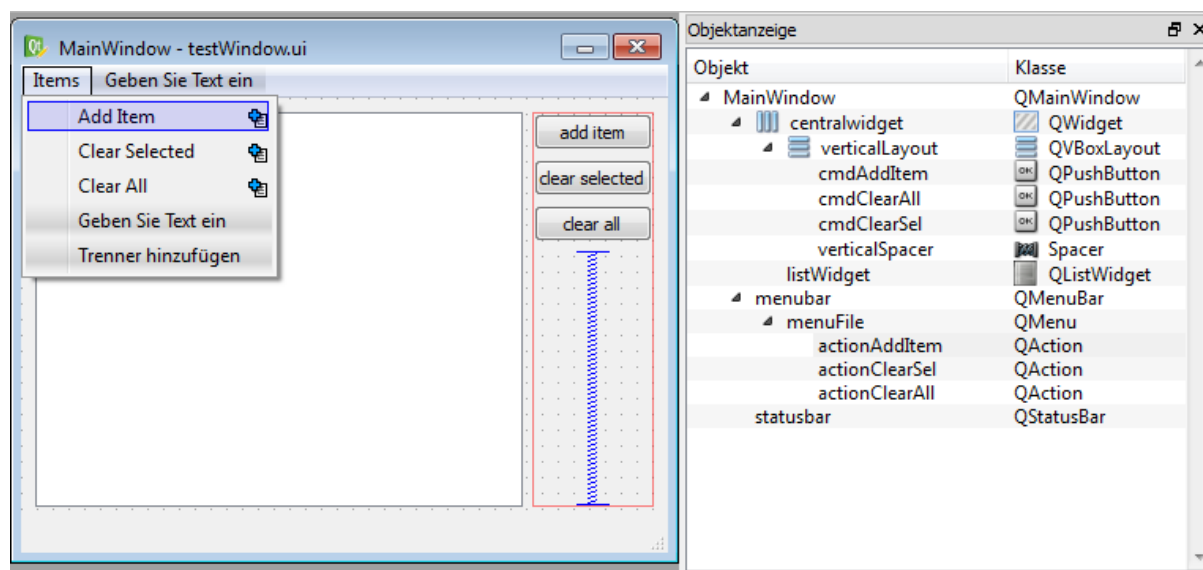 MainWindow - testWindow.ui
Items Geben Sie Text ein
Add Item
Clear Selected
Clear All
Geben Sie Text ein
Trenner hinzufügen
add item
clear selected
clear all
Objektanzeige
Objekt Klasse
MainWindow QMainWindow
centralwidget QWidget
verticalLayout QVBoxLayout
cmdAddItem OK QPushButton
cmdClearAll OK QPushButton
cmdClearSel OK QPushButton
verticalSpacer Spacer
listWidget QListWidget
menubar QMenuBar
menuFile QMenu
actionAddItem QAction
actionClearSel QAction
actionClearAll QAction
statusbar QStatusBar